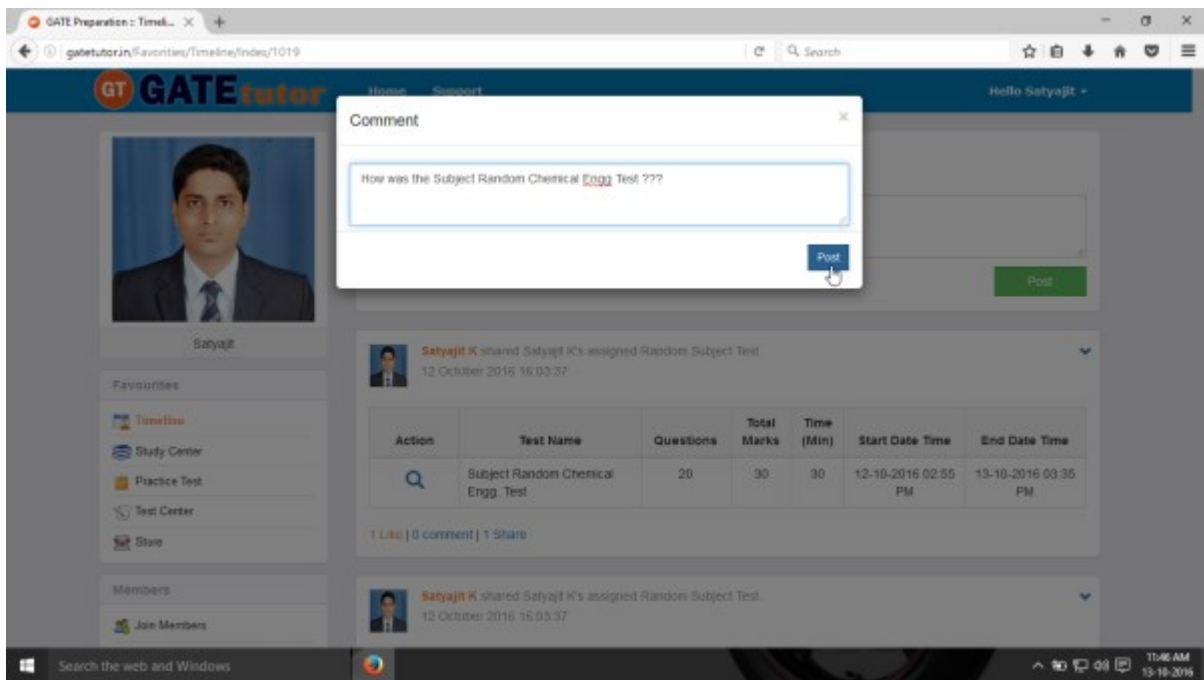 GATE Preparation :: Timeli...
gatetutor.in/Favorities/Timeline/Index/1019
Search
GT GATEtutor
Home Support
Hello Satyajit
Comment
How was the Subject Random Chemical Engg Test ???
Post
Post
Satyajit
Favourites
Timeline
Study Center
Practice Test
Test Center
Store
Members
Join Members
Satyajit K shared Satyajit K's assigned Random Subject Test.
12 October 2016 16:03:37
Action Test Name Questions Total Marks Time (Min) Start Date Time End Date Time
Subject Random Chemical Engg. Test 20 30 30 12-10-2016 02:55 PM 13-10-2016 03:35 PM
1 Like | 0 comment | 1 Share
Satyajit K shared Satyajit K's assigned Random Subject Test.
12 October 2016 16:03:37
Search the web and Windows
11:46 AM
13-10-2016